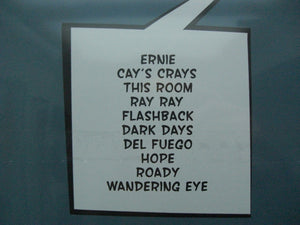 ERNIE
CAY'S CRAYS
THIS ROOM
RAY RAY
FLASHBACK
DARK DAYS
DEL FUEGO
HOPE
ROADY
WANDERING EYE